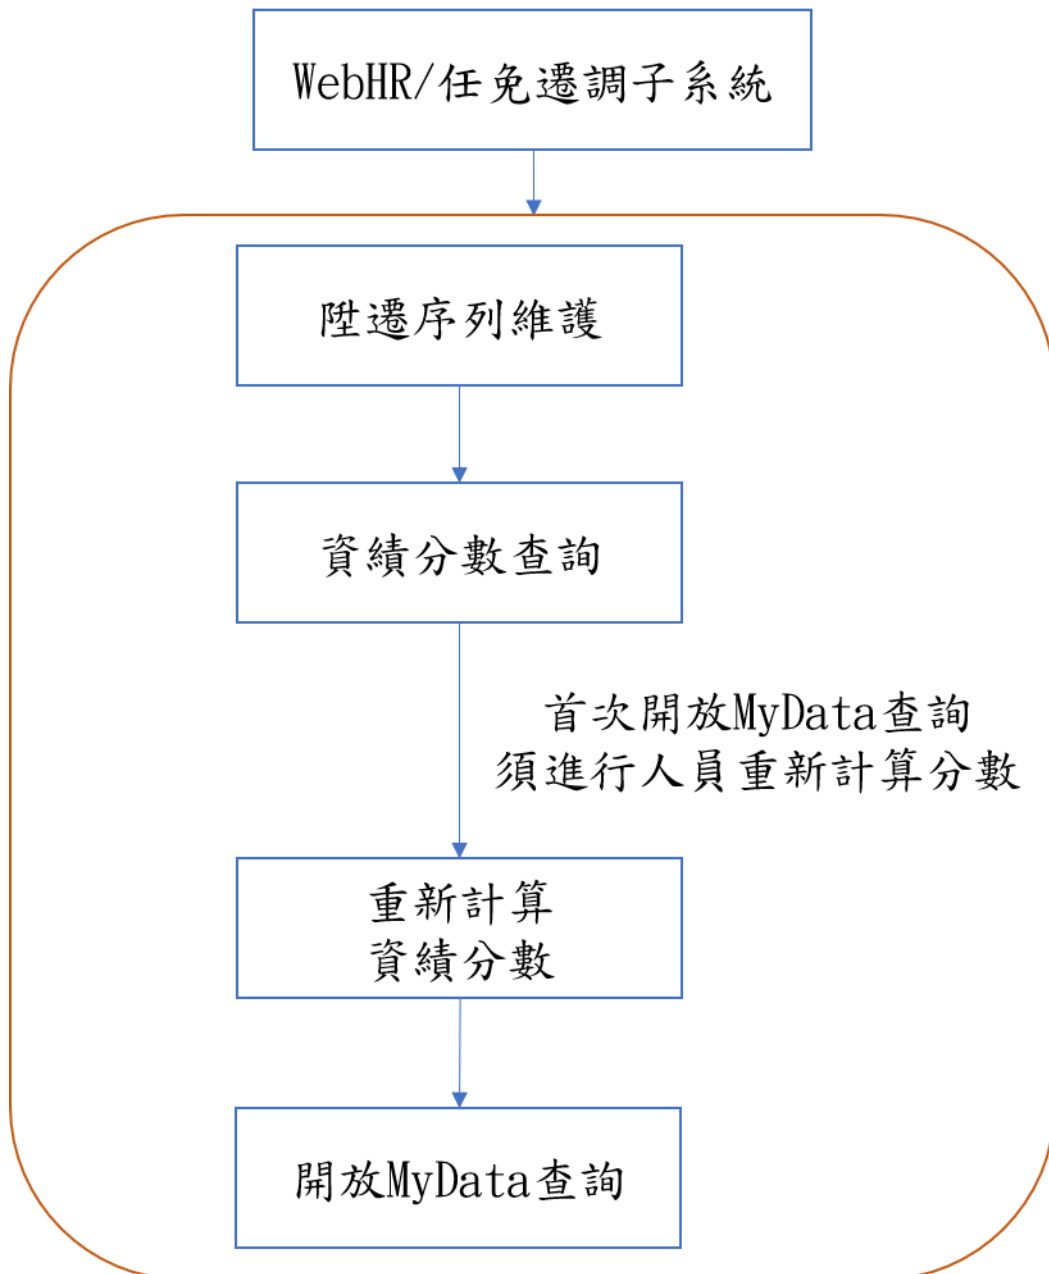 WebHR/任免遷調子系統
陞遷序列維護
資績分數查詢
首次開放MyData查詢
須進行人員重新計算分數
重新計算
資績分數
開放MyData查詢